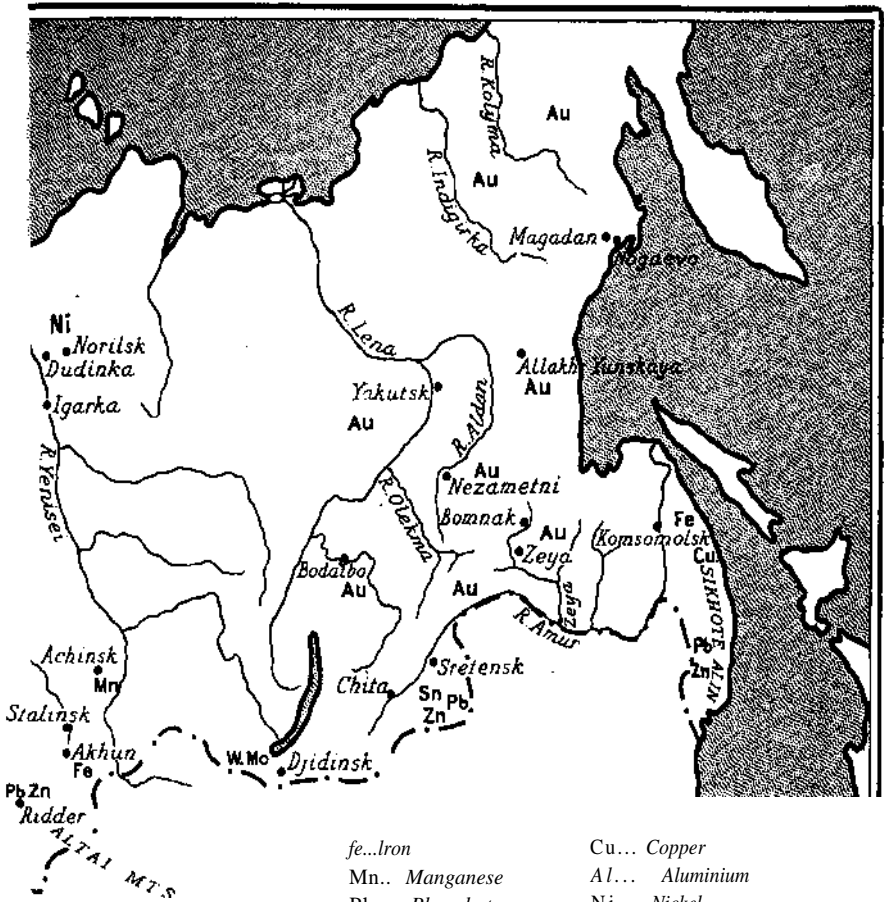 R. Kolyma
Au
R. Indigirka
Au
Magadan
Nogaevo
Ni
Norilsk
Dudinka
Igarka
R. Lena
Allakh Yunskaya
Au
Yakutsk
Au
R. Aldan
R. Yenisei
Au
Nezametni
R. Olekma
Bomnak
Au
Zeya
Zeya
Komsomolsk
Fe
Cu
SIKHOTE ALIN
Bodaibo
Au
Au
R. Amur
Pb
Zn
Achinsk
Mn
Sretensk
Chita
Sn Pb
Zn
Stalinsk
Akhun
Fe
W. Mo
Djidinsk
Pb Zn
Ridder
ALTAI MTS
fe...Iron
Cu... Copper
Mn.. Manganese
Al... Aluminium